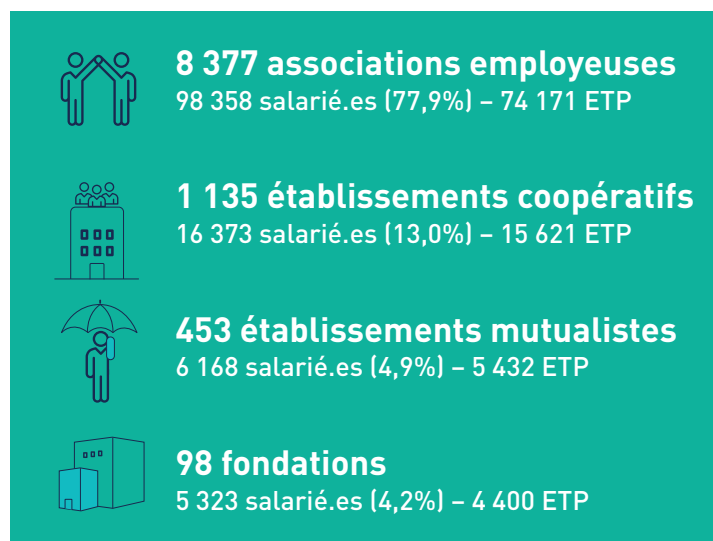 8 377 associations employeuses
98 358 salarié.es (77,9%) – 74 171 ETP
1 135 établissements coopératifs
16 373 salarié.es (13,0%) – 15 621 ETP
453 établissements mutualistes
6 168 salarié.es (4,9%) – 5 432 ETP
98 fondations
5 323 salarié.es (4,2%) – 4 400 ETP